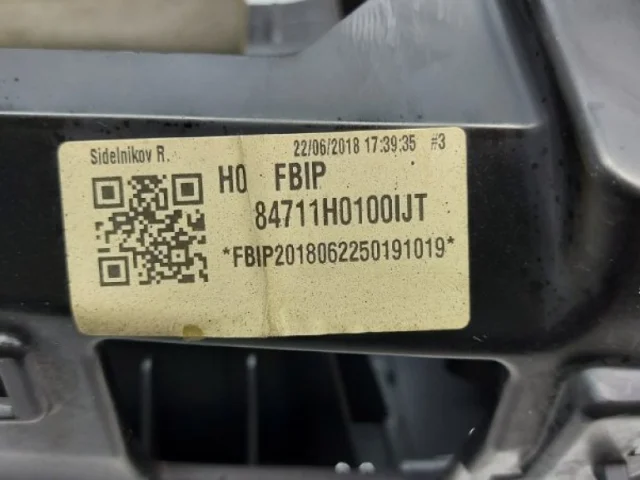 Sidelnikov R. 22/06/2018 17:39:35 #3
H0 FBIP
84711H0100IJT
*FBIP2018062250191019*